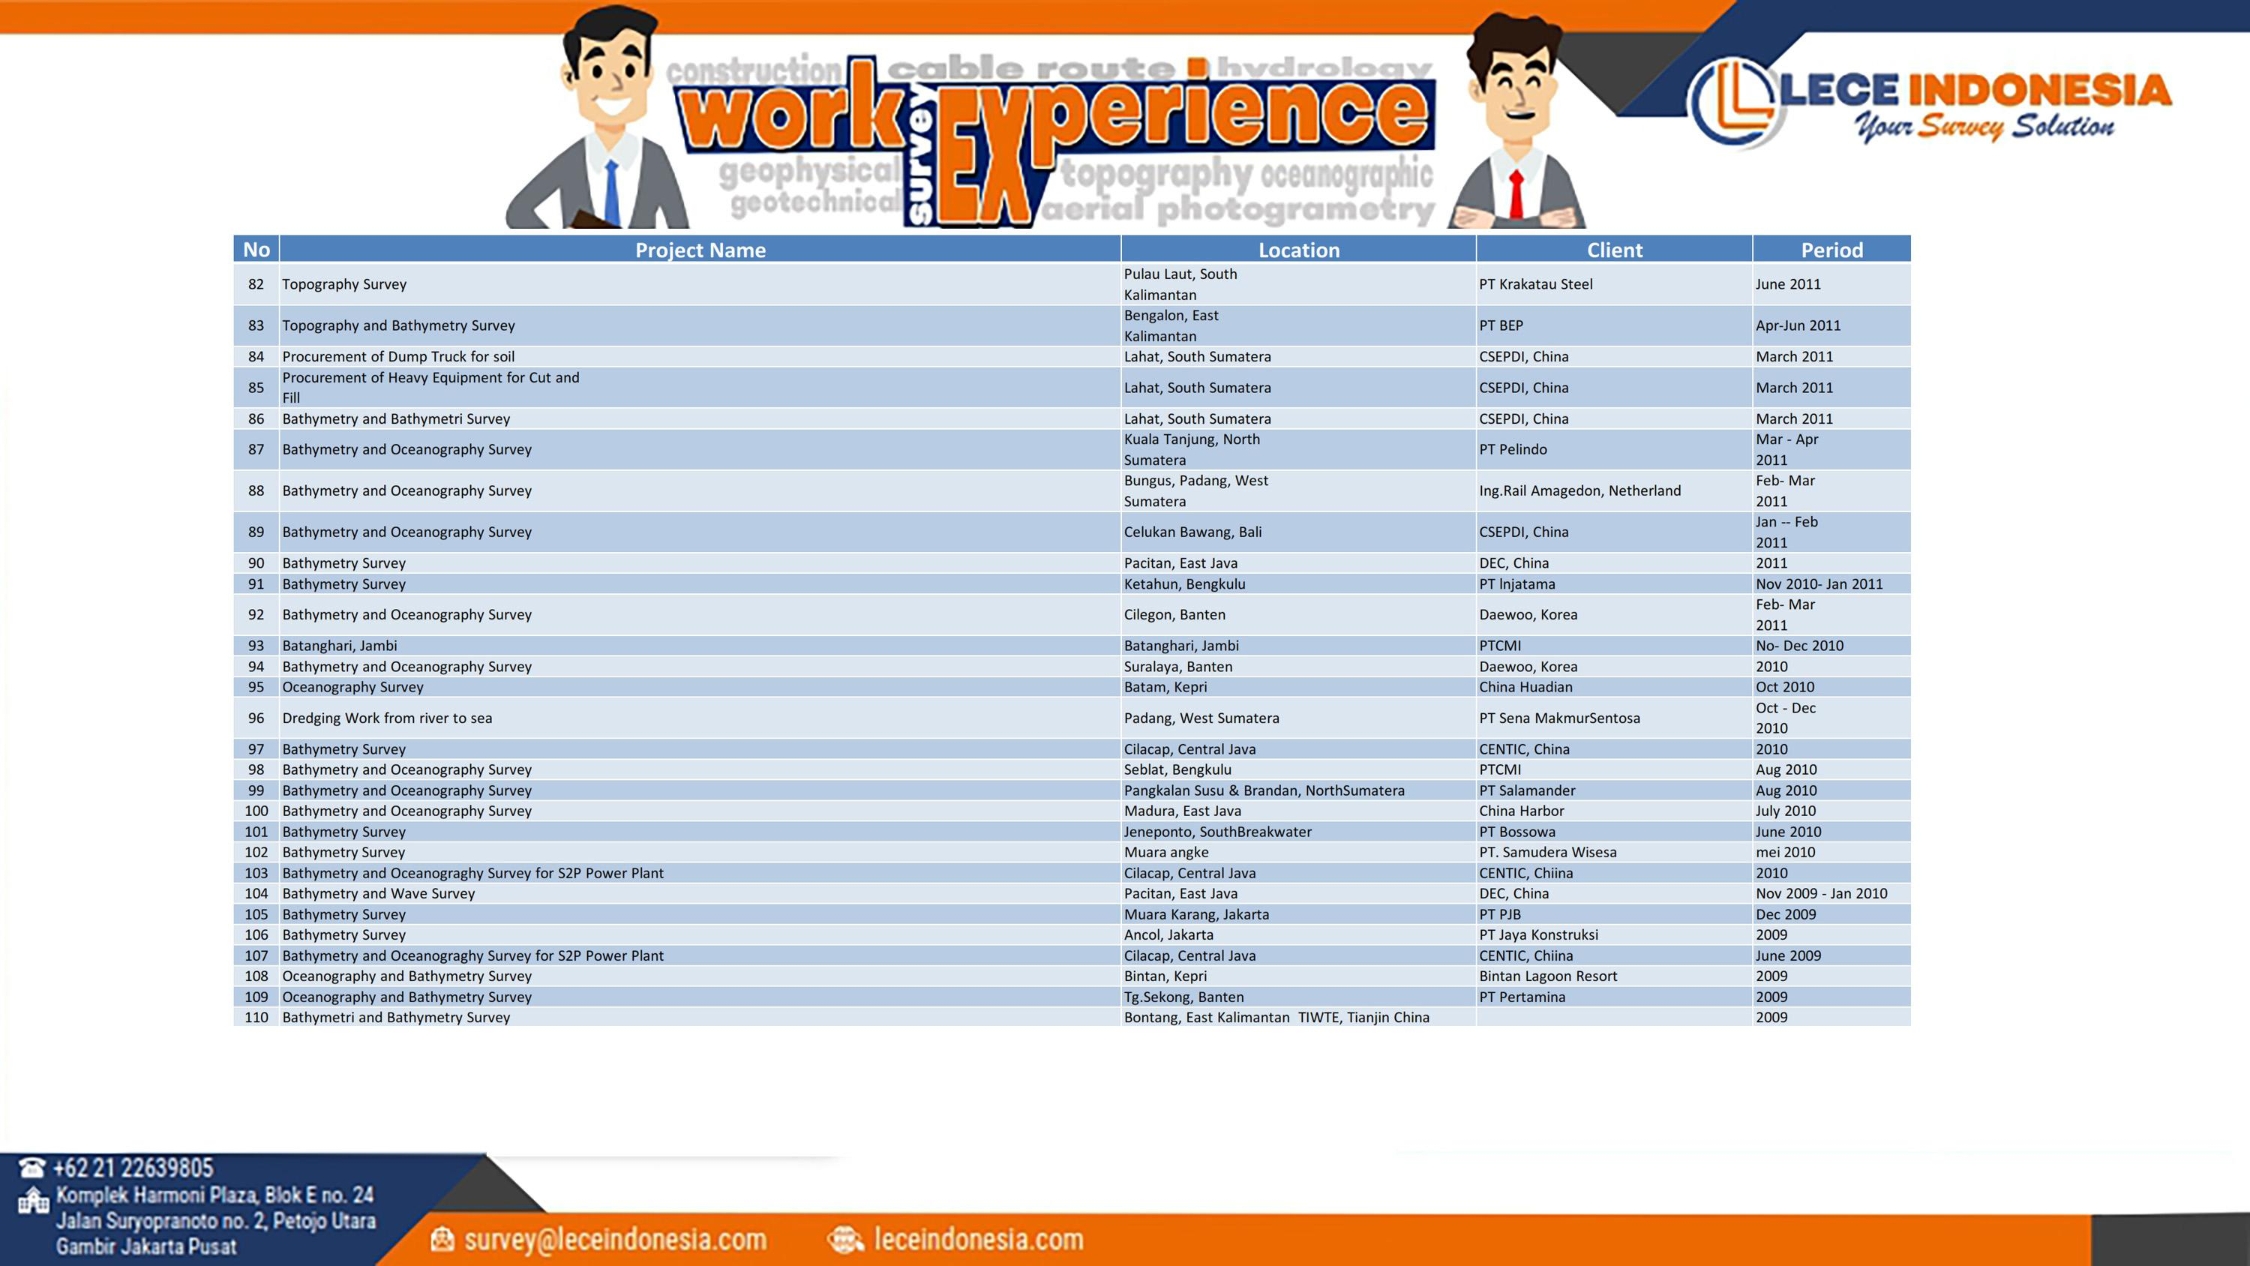 construction cable route hydrology
work survey Experience
geophysical topography oceanographic
geotechnical aerial photogrametry
LECE INDONESIA
Your Survey Solution
No Project Name Location Client Period
82 Topography Survey Pulau Laut, South Kalimantan PT Krakatau Steel June 2011
83 Topography and Bathymetry Survey Bengalon, East Kalimantan PT BEP Apr-Jun 2011
84 Procurement of Dump Truck for soil Lahat, South Sumatera CSEPDI, China March 2011
85 Procurement of Heavy Equipment for Cut and Fill Lahat, South Sumatera CSEPDI, China March 2011
86 Bathymetry and Bathymetri Survey Lahat, South Sumatera CSEPDI, China March 2011
87 Bathymetry and Oceanography Survey Kuala Tanjung, North Sumatera PT Pelindo Mar - Apr 2011
88 Bathymetry and Oceanography Survey Bungus, Padang, West Sumatera Ing.Rail Amagedon, Netherland Feb- Mar 2011
89 Bathymetry and Oceanography Survey Celukan Bawang, Bali CSEPDI, China Jan -- Feb 2011
90 Bathymetry Survey Pacitan, East Java DEC, China 2011
91 Bathymetry Survey Ketahun, Bengkulu PT Injatama Nov 2010- Jan 2011
92 Bathymetry and Oceanography Survey Cilegon, Banten Daewoo, Korea Feb- Mar 2011
93 Batanghari, Jambi Batanghari, Jambi PTCMI No- Dec 2010
94 Bathymetry and Oceanography Survey Suralaya, Banten Daewoo, Korea 2010
95 Oceanography Survey Batam, Kepri China Huadian Oct 2010
96 Dredging Work from river to sea Padang, West Sumatera PT Sena MakmurSentosa Oct - Dec 2010
97 Bathymetry Survey Cilacap, Central Java CENTIC, China 2010
98 Bathymetry and Oceanography Survey Seblat, Bengkulu PTCMI Aug 2010
99 Bathymetry and Oceanography Survey Pangkalan Susu & Brandan, NorthSumatera PT Salamander Aug 2010
100 Bathymetry and Oceanography Survey Madura, East Java China Harbor July 2010
101 Bathymetry Survey Jeneponto, SouthBreakwater PT Bossowa June 2010
102 Bathymetry Survey Muara angke PT. Samudera Wisesa mei 2010
103 Bathymetry and Oceanograghy Survey for S2P Power Plant Cilacap, Central Java CENTIC, Chiina 2010
104 Bathymetry and Wave Survey Pacitan, East Java DEC, China Nov 2009 - Jan 2010
105 Bathymetry Survey Muara Karang, Jakarta PT PJB Dec 2009
106 Bathymetry Survey Ancol, Jakarta PT Jaya Konstruksi 2009
107 Bathymetry and Oceanograghy Survey for S2P Power Plant Cilacap, Central Java CENTIC, Chiina June 2009
108 Oceanography and Bathymetry Survey Bintan, Kepri Bintan Lagoon Resort 2009
109 Oceanography and Bathymetry Survey Tg.Sekong, Banten PT Pertamina 2009
110 Bathymetri and Bathymetry Survey Bontang, East Kalimantan TIWTE, Tianjin China 2009
+62 21 22639805
Komplek Harmoni Plaza, Blok E no. 24
Jalan Suryopranoto no. 2, Petojo Utara
Gambir Jakarta Pusat
survey@leceindonesia.com leceindonesia.com